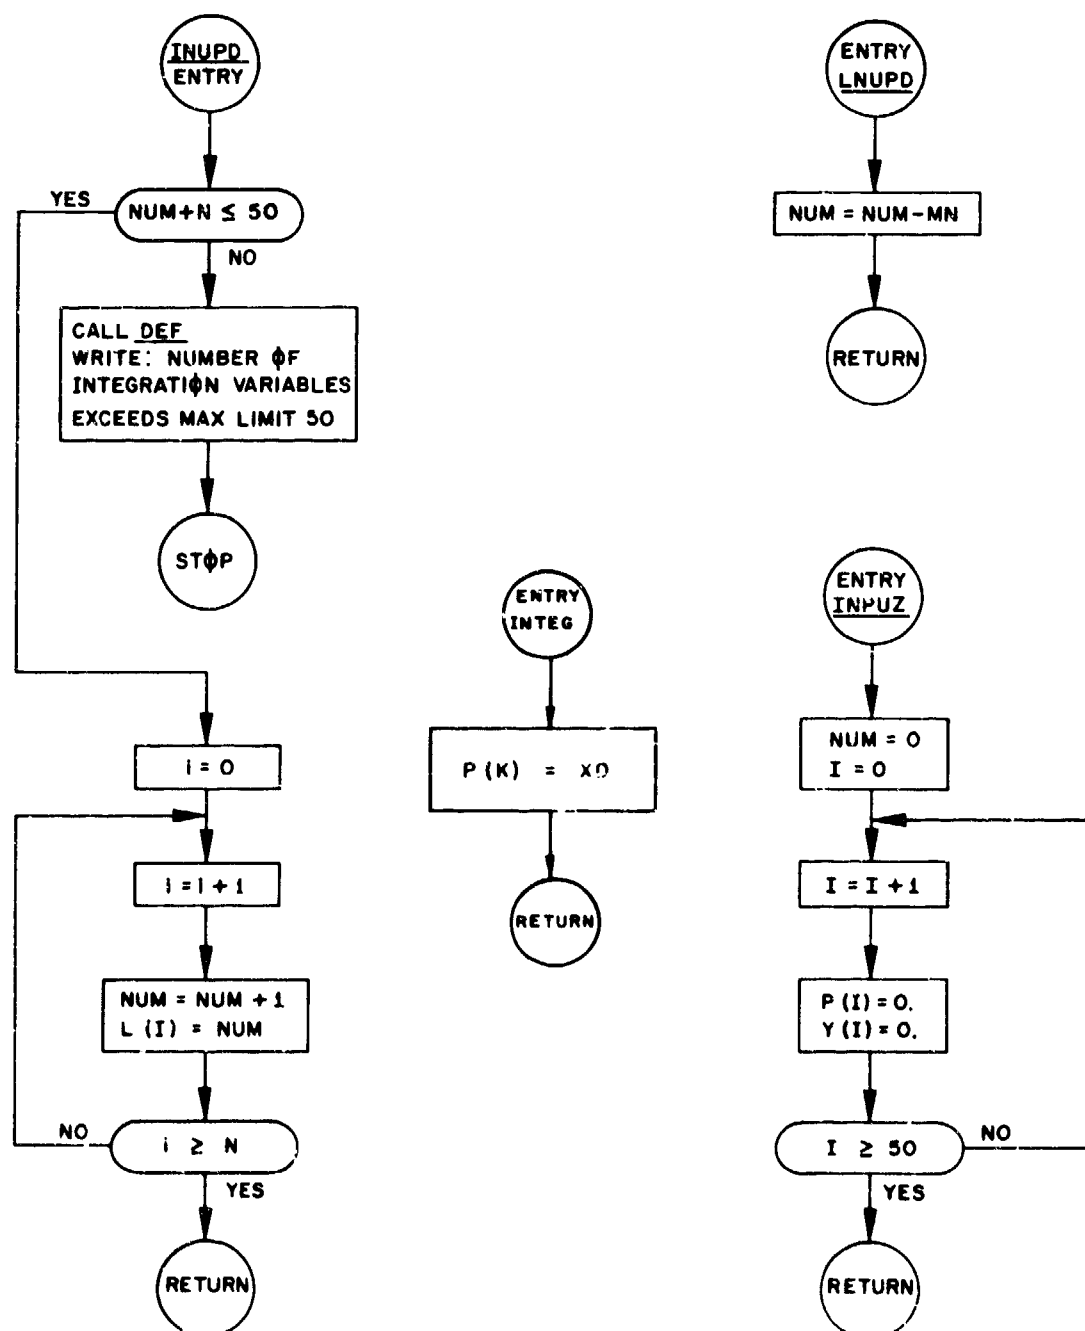 INUPD
ENTRY
YES
NUM+N ≤ 50
NO
CALL DEF
WRITE: NUMBER ϕF
INTEGRATIϕN VARIABLES
EXCEEDS MAX LIMIT 50
STϕP
I = 0
I = I + 1
NUM = NUM + 1
L (I) = NUM
NO
I ≥ N
YES
RETURN
ENTRY
INTEG
P (K) = XD
RETURN
ENTRY
LNUPD
NUM = NUM-MN
RETURN
ENTRY
INPUZ
NUM = 0
I = 0
I = I + 1
P (I) = 0.
Y (I) = 0.
I ≥ 50
NO
YES
RETURN